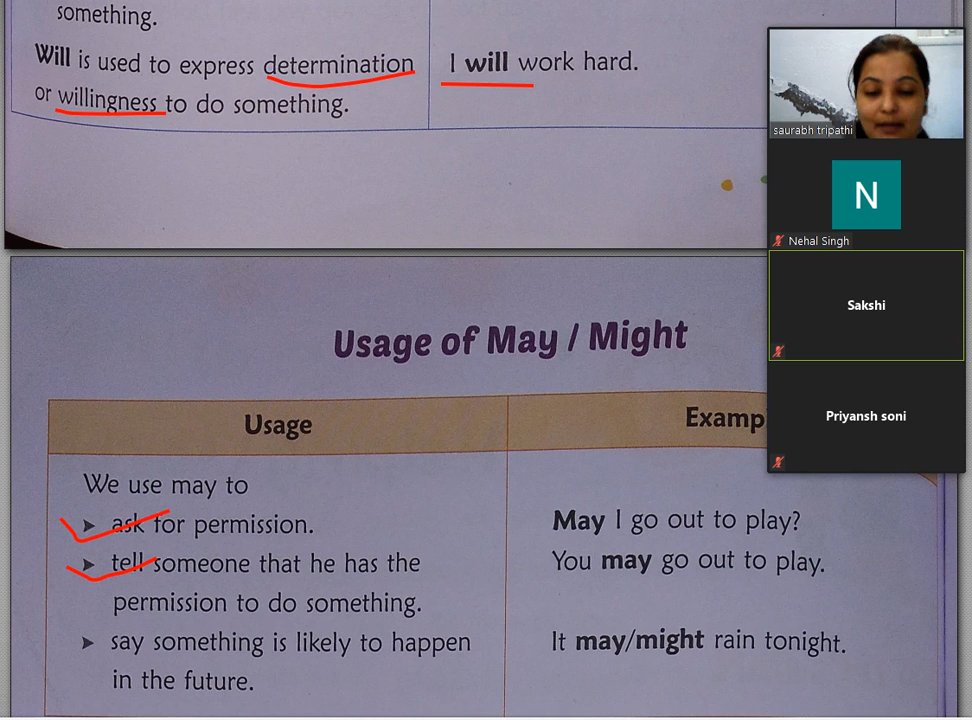 something.
Will is used to express determination
or willingness to do something.
I will work hard.
saurabh tripathi
N
Nehal Singh
Sakshi
Priyansh soni
Usage of May / Might
Usage
Examp
We use may to
➤ ask for permission.
➤ tell someone that he has the
permission to do something.
➤ say something is likely to happen
in the future.
May I go out to play?
You may go out to play.
It may/might rain tonight.